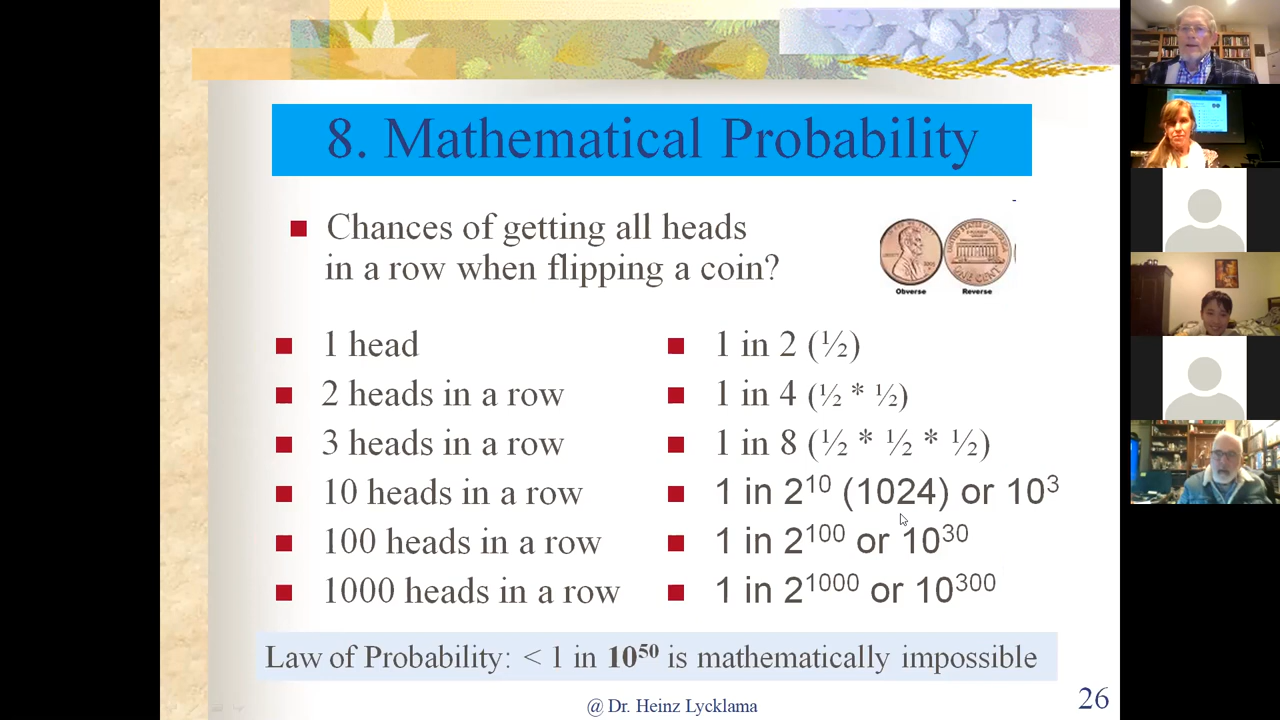 8. Mathematical Probability
Chances of getting all heads
in a row when flipping a coin?
Obverse
Reverse
1 head
1 in 2 (½)
2 heads in a row
1 in 4 (½ * ½)
3 heads in a row
1 in 8 (½ * ½ * ½)
10 heads in a row
1 in 2¹⁰ (1024) or 10³
100 heads in a row
1 in 2¹⁰⁰ or 10³⁰
1000 heads in a row
1 in 2¹⁰⁰⁰ or 10³⁰⁰
Law of Probability: < 1 in 10⁵⁰ is mathematically impossible
@ Dr. Heinz Lycklama
26